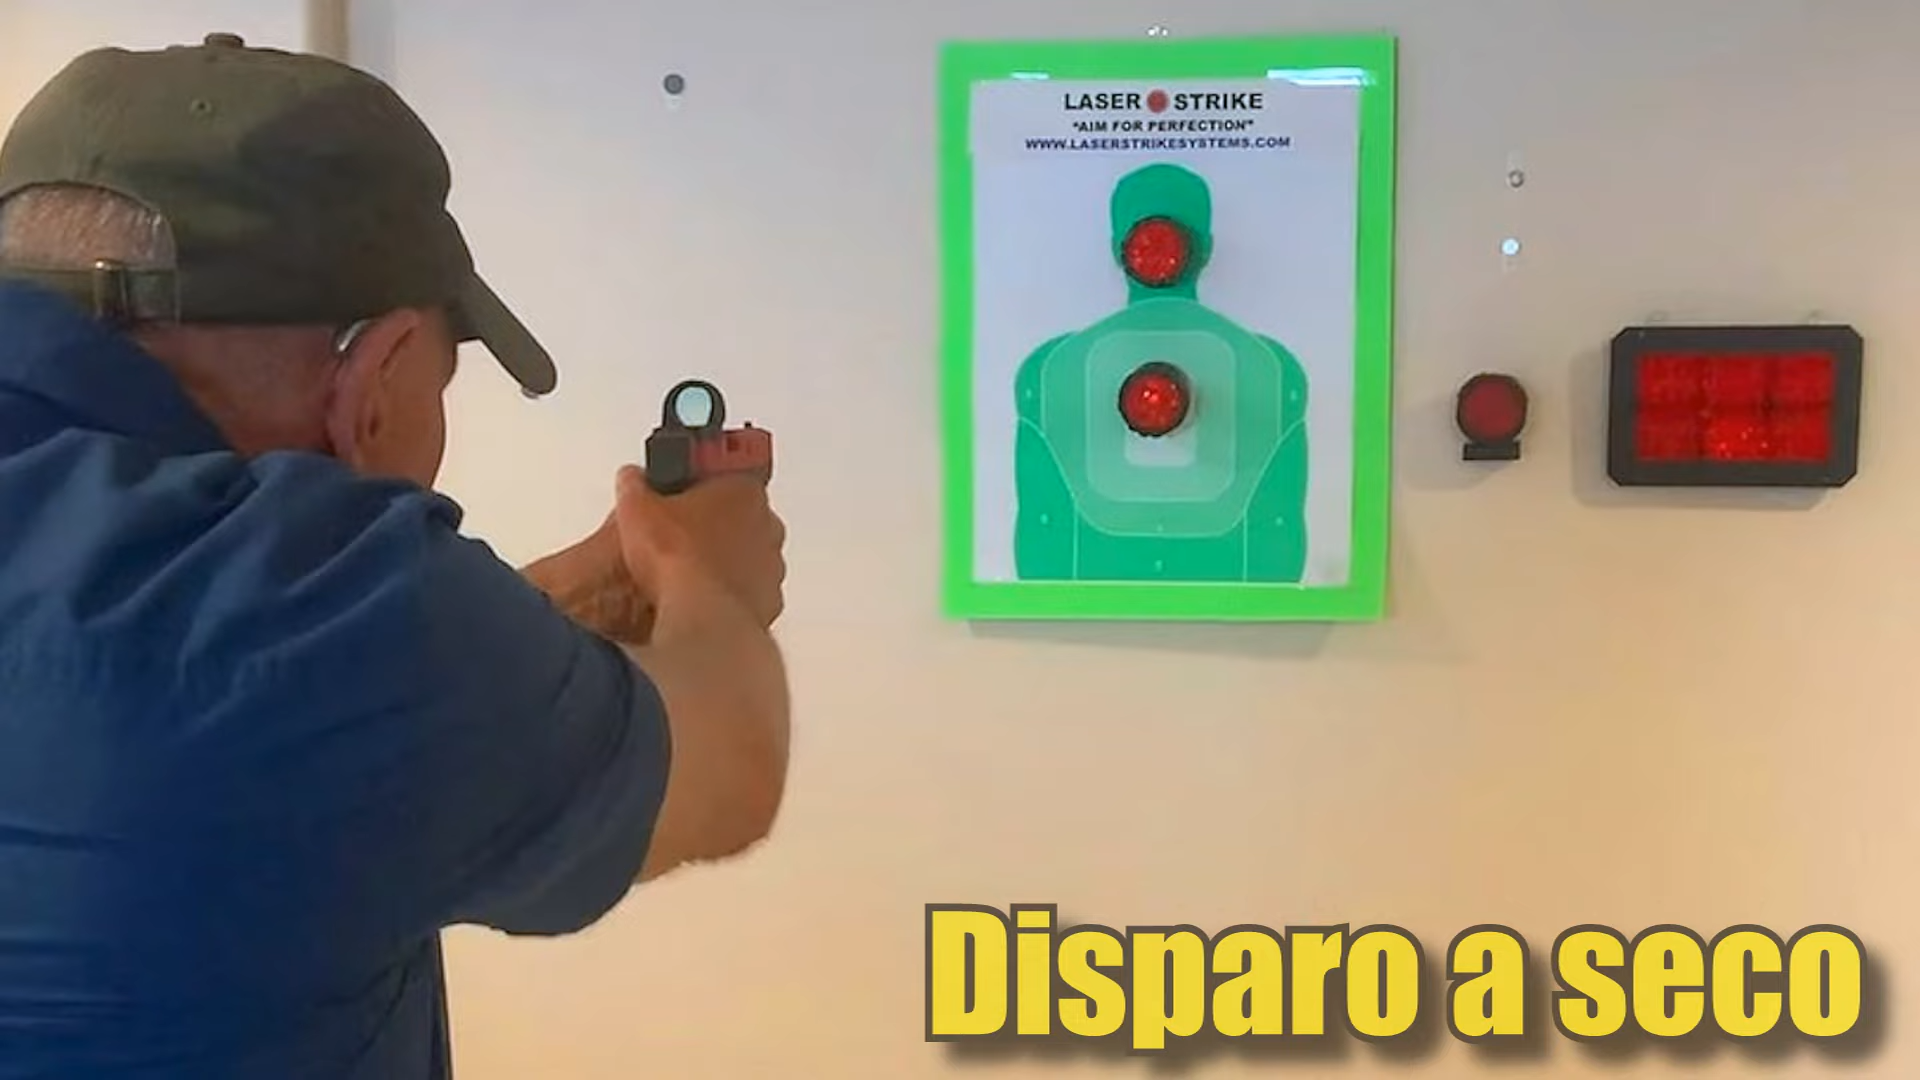 LASER STRIKE
"AIM FOR PERFECTION"
WWW.LASERSTRIKESYSTEMS.COM
Disparo a seco